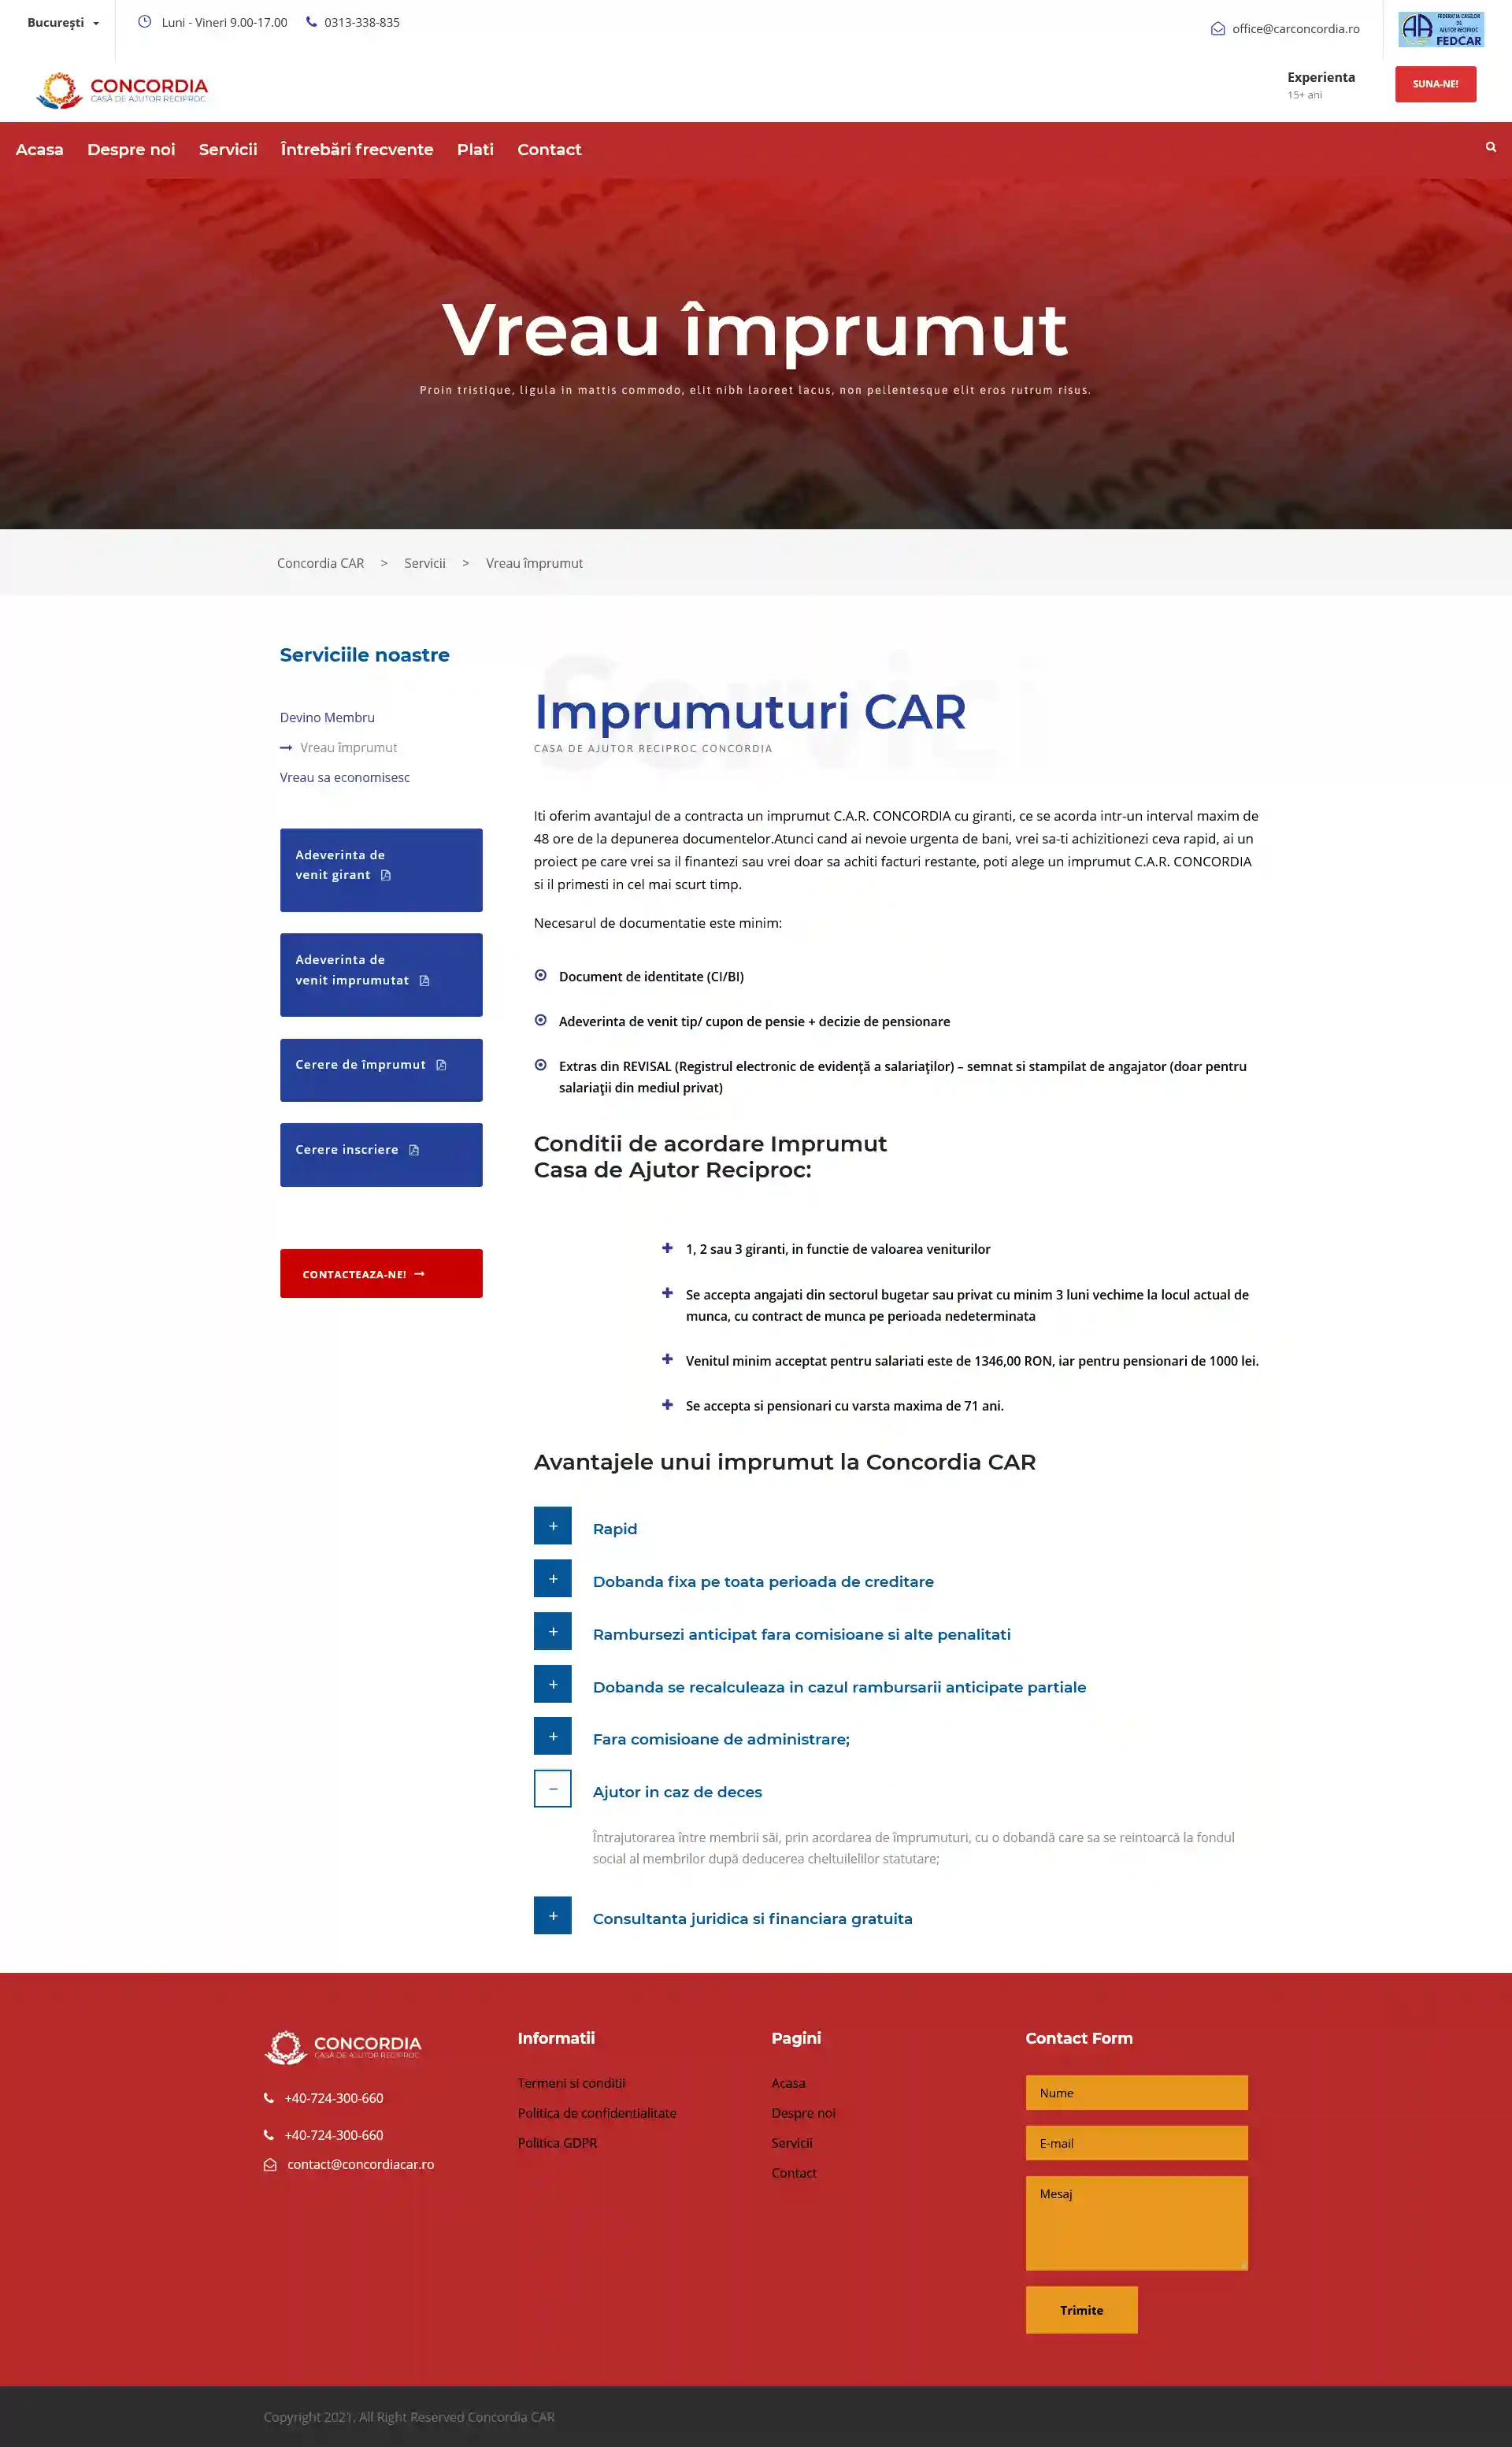 București
Luni - Vineri 9.00-17.00
0313-338-835
office@carconcordia.ro
FEDERATIA CASELOR
DE
AJUTOR RECIPROC
FEDCAR
CONCORDIA
CASĂ DE AJUTOR RECIPROC
Experienta
15+ ani
SUNA-NE!
Acasa
Despre noi
Servicii
Întrebări frecvente
Plati
Contact
Vreau împrumut
Proin tristique, ligula in mattis commodo, elit nibh laoreet lacus, non pellentesque elit eros rutrum risus.
Concordia CAR > Servicii > Vreau împrumut
Serviciile noastre
Devino Membru
Vreau împrumut
Vreau sa economisesc
Adeverinta de
venit girant
Adeverinta de
venit imprumutat
Cerere de împrumut
Cerere inscriere
CONTACTEAZA-NE!
Servici
Imprumuturi CAR
CASA DE AJUTOR RECIPROC CONCORDIA
Iti oferim avantajul de a contracta un imprumut C.A.R. CONCORDIA cu giranti, ce se acorda intr-un interval maxim de
48 ore de la depunerea documentelor.Atunci cand ai nevoie urgenta de bani, vrei sa-ti achizitionezi ceva rapid, ai un
proiect pe care vrei sa il finantezi sau vrei doar sa achiti facturi restante, poti alege un imprumut C.A.R. CONCORDIA
si il primesti in cel mai scurt timp.
Necesarul de documentatie este minim:
Document de identitate (CI/BI)
Adeverinta de venit tip/ cupon de pensie + decizie de pensionare
Extras din REVISAL (Registrul electronic de evidență a salariaților) – semnat si stampilat de angajator (doar pentru
salariații din mediul privat)
Conditii de acordare Imprumut
Casa de Ajutor Reciproc:
1, 2 sau 3 giranti, in functie de valoarea veniturilor
Se accepta angajati din sectorul bugetar sau privat cu minim 3 luni vechime la locul actual de
munca, cu contract de munca pe perioada nedeterminata
Venitul minim acceptat pentru salariati este de 1346,00 RON, iar pentru pensionari de 1000 lei.
Se accepta si pensionari cu varsta maxima de 71 ani.
Avantajele unui imprumut la Concordia CAR
Rapid
Dobanda fixa pe toata perioada de creditare
Rambursezi anticipat fara comisioane si alte penalitati
Dobanda se recalculeaza in cazul rambursarii anticipate partiale
Fara comisioane de administrare;
Ajutor in caz de deces
Întrajutorarea între membrii săi, prin acordarea de împrumuturi, cu o dobandă care sa se reintoarcă la fondul
social al membrilor după deducerea cheltuielilor statutare;
Consultanta juridica si financiara gratuita
CONCORDIA
CASĂ DE AJUTOR RECIPROC
+40-724-300-660
+40-724-300-660
contact@concordiacar.ro
Informatii
Termeni si conditii
Politica de confidentialitate
Politica GDPR
Pagini
Acasa
Despre noi
Servicii
Contact
Contact Form
Nume
E-mail
Mesaj
Trimite
Copyright 2021, All Right Reserved Concordia CAR